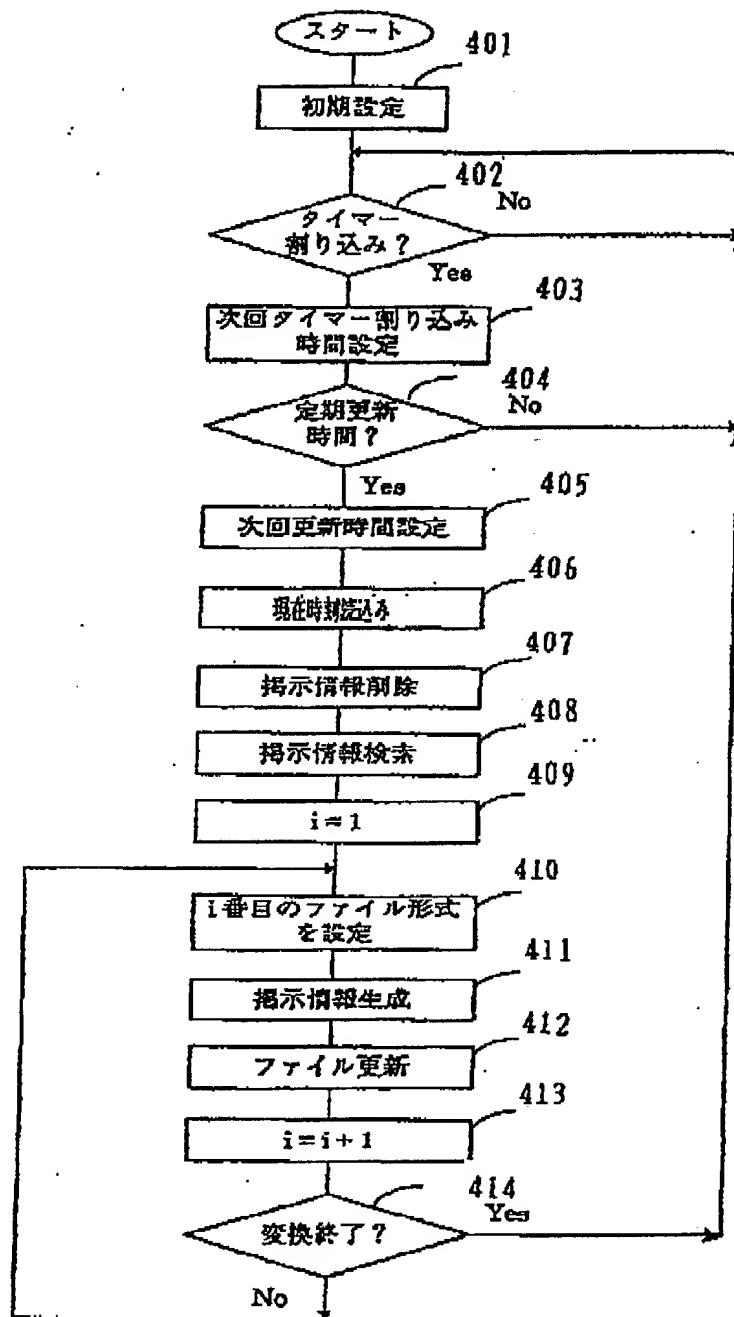 スタート
401
初期設定
402
No
タイマー
割り込み？
Yes
403
次回タイマー割り込み
時間設定
404
No
定期更新
時間？
Yes
405
次回更新時間設定
406
現在時刻読込み
407
掲示情報削除
408
掲示情報検索
409
i＝1
410
i番目のファイル形式
を設定
411
掲示情報生成
412
ファイル更新
413
i＝i＋1
414
Yes
変換終了？
No